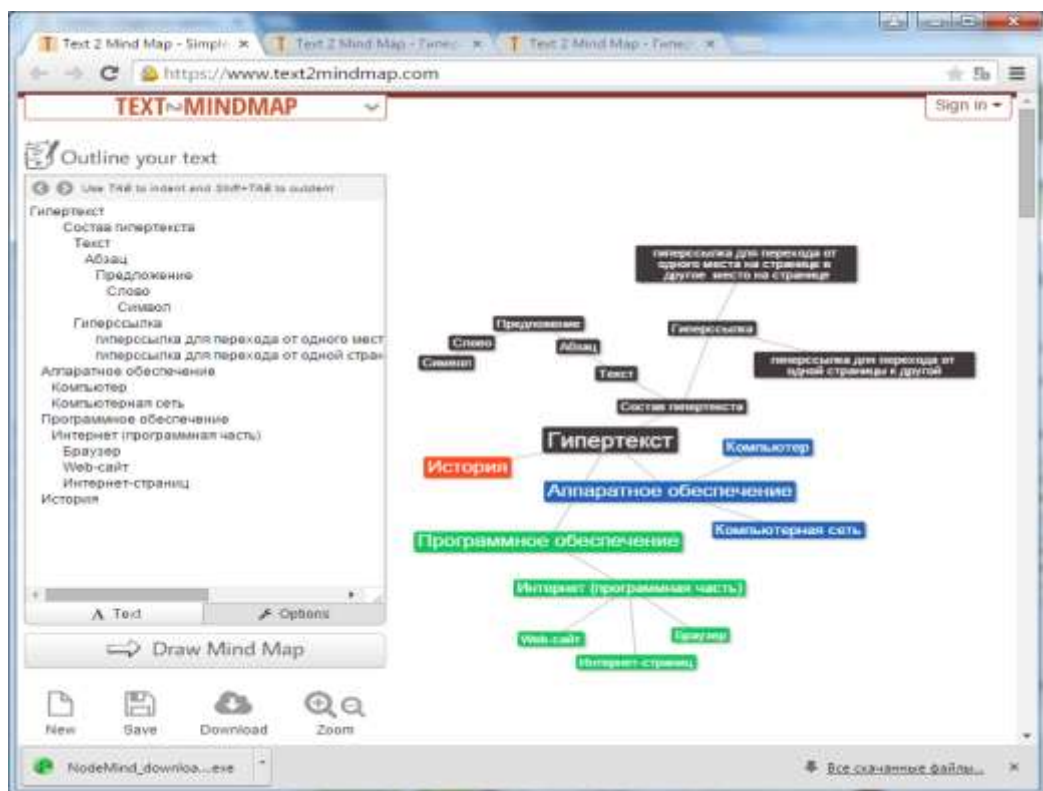 Text 2 Mind Map - Simple
Text 2 Mind Map - Гипер
Text 2 Mind Map - Гипер
https://www.text2mindmap.com
TEXT2MINDMAP
Sign in
Outline your text
Use TAB to indent and Shift+TAB to outdent
Гипертекст
Состав гипертекста
Текст
Абзац
Предложение
Слово
Символ
Гиперссылка
гиперссылка для перехода от одного мест
гиперссылка для перехода от одной стран
Аппаратное обеспечение
Компьютер
Компьютерная сеть
Программное обеспечение
Интернет (программная часть)
Браузер
Web-сайт
Интернет-страниц
История
A Text
Options
Draw Mind Map
New
Save
Download
Zoom
гиперссылка для перехода от
одного места на странице в
другое место на странице
Предложение
Гиперссылка
Слово
Абзац
Символ
Текст
гиперссылка для перехода от
одной страницы к другой
Состав гипертекста
Гипертекст
Компьютер
История
Аппаратное обеспечение
Компьютерная сеть
Программное обеспечение
Интернет (программная часть)
Web-сайт
Браузер
Интернет-страниц
NodeMind_downloa....exe
Все скачанные файлы...